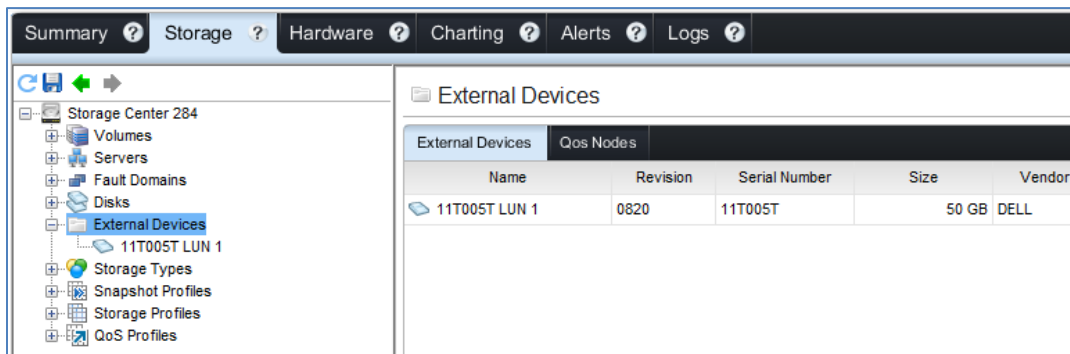 Summary ? Storage ? Hardware ? Charting ? Alerts ? Logs ?
Storage Center 284
Volumes
Servers
Fault Domains
Disks
External Devices
11T005T LUN 1
Storage Types
Snapshot Profiles
Storage Profiles
QoS Profiles
External Devices
External Devices Qos Nodes
Name Revision Serial Number Size Vendor
11T005T LUN 1 0820 11T005T 50 GB DELL